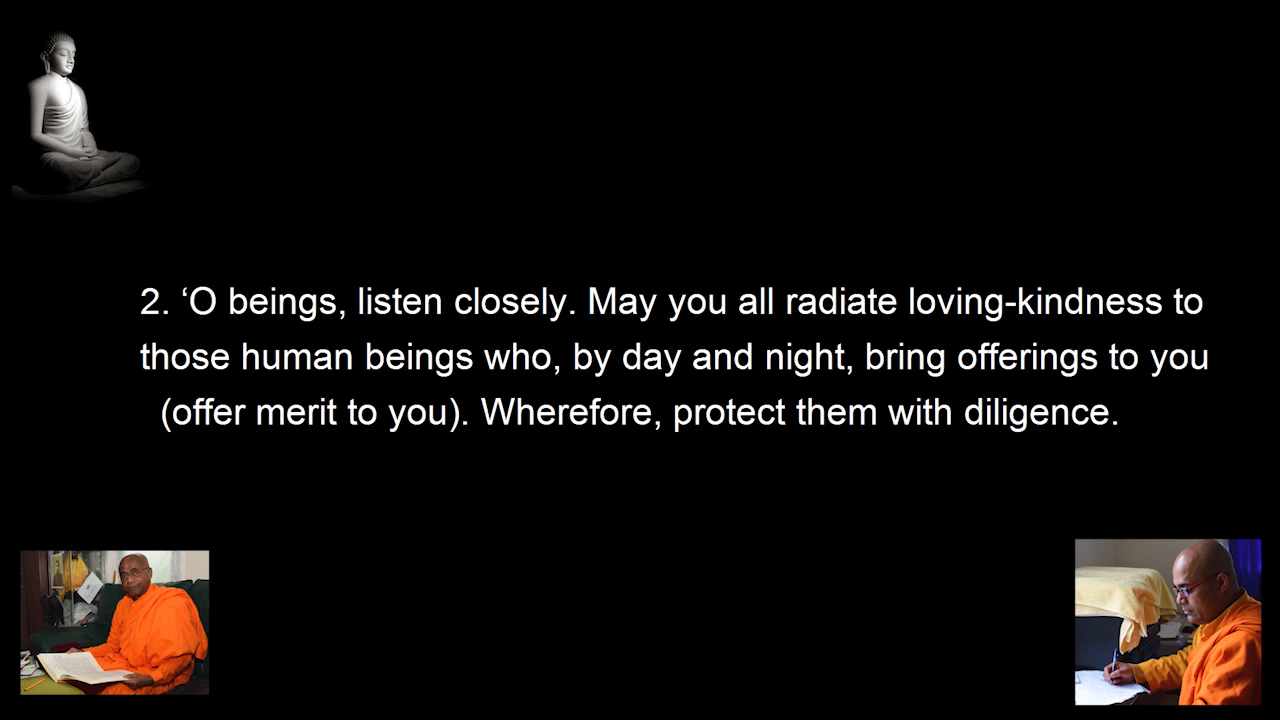 2. ‘O beings, listen closely. May you all radiate loving-kindness to
those human beings who, by day and night, bring offerings to you
(offer merit to you). Wherefore, protect them with diligence.